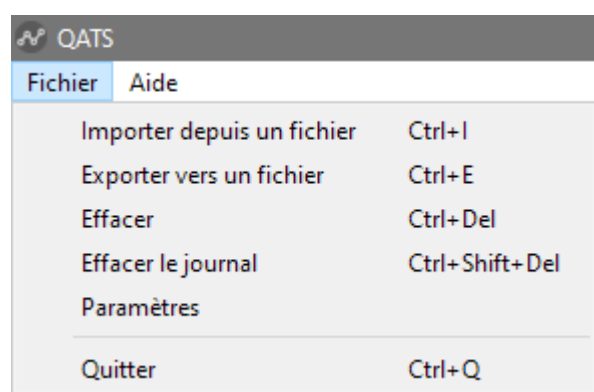 QATS
Fichier Aide
Importer depuis un fichier Ctrl+I
Exporter vers un fichier Ctrl+E
Effacer Ctrl+Del
Effacer le journal Ctrl+Shift+Del
Paramètres
Quitter Ctrl+Q